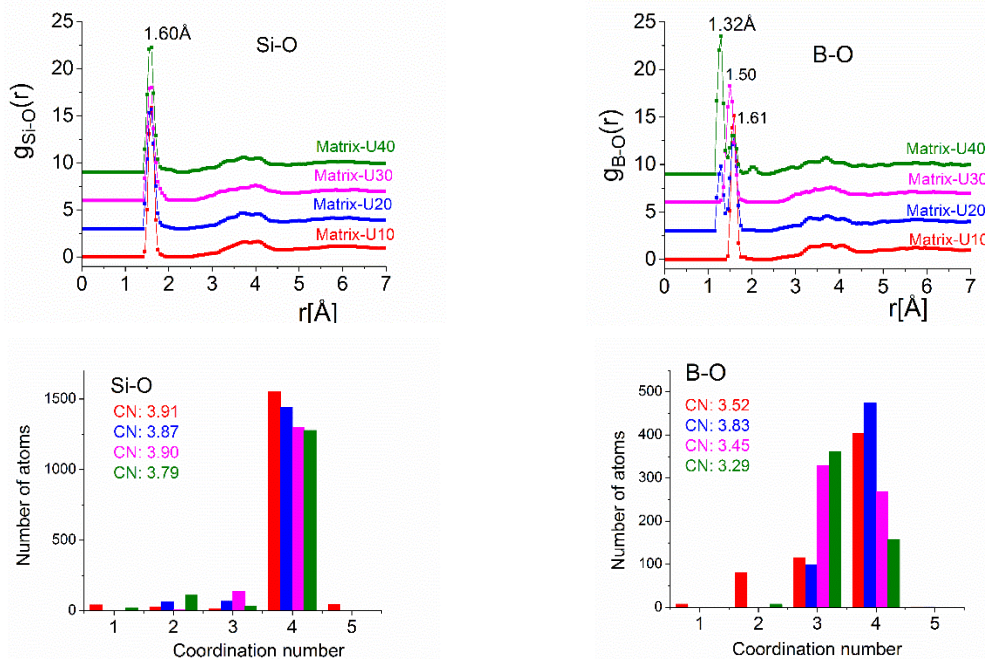 1.60Å
Si-O
25
20
15
10
5
0
g_Si-O(r)
Matrix-U40
Matrix-U30
Matrix-U20
Matrix-U10
0 1 2 3 4 5 6 7
r[Å]
1.32Å
B-O
1.50
1.61
25
20
15
10
5
0
g_B-O(r)
Matrix-U40
Matrix-U30
Matrix-U20
Matrix-U10
0 1 2 3 4 5 6 7
r[Å]
Si-O
CN: 3.91
CN: 3.87
CN: 3.90
CN: 3.79
1500
1000
500
0
Number of atoms
1 2 3 4 5
Coordination number
B-O
CN: 3.52
CN: 3.83
CN: 3.45
CN: 3.29
500
400
300
200
100
0
Number of atoms
1 2 3 4 5
Coordination number